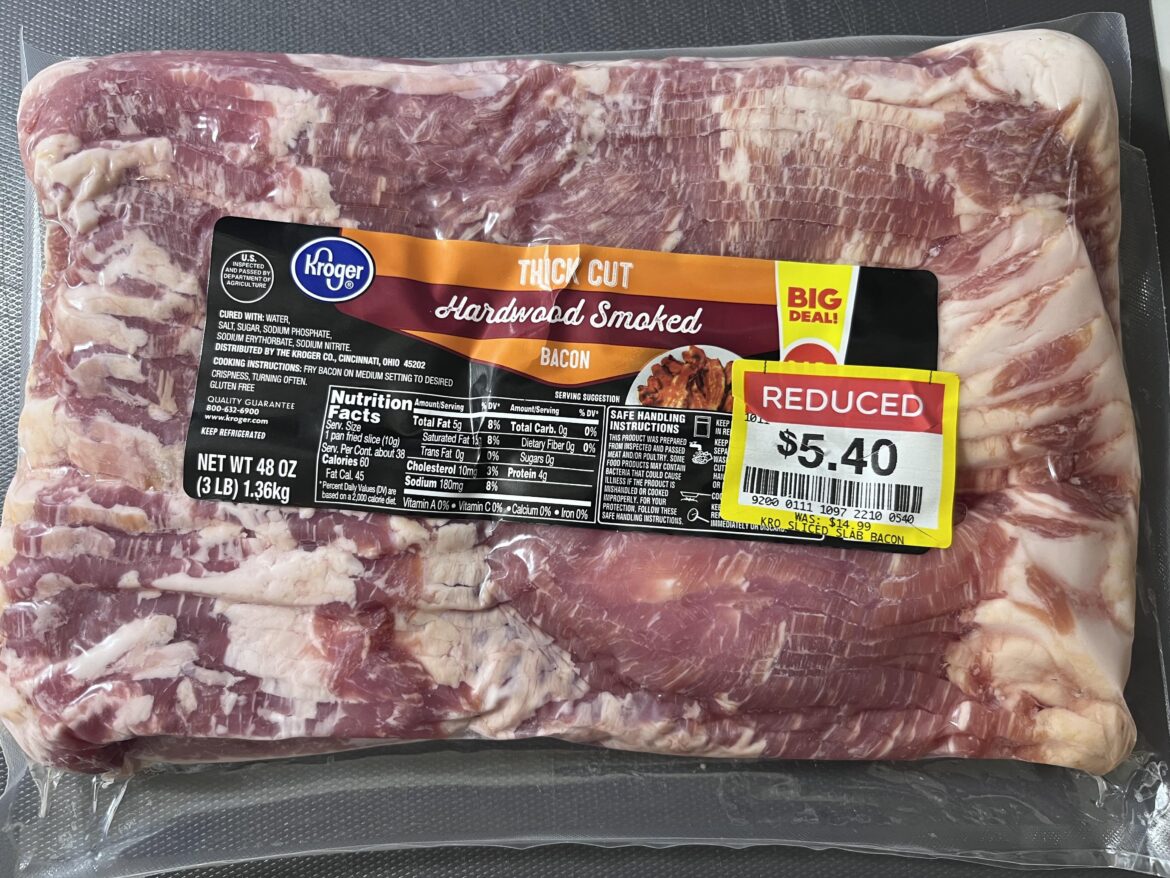 U.S.
INSPECTED
AND PASSED BY
DEPARTMENT OF
AGRICULTURE
Kroger®
THICK CUT
Hardwood Smoked
BACON
BIG
DEAL!
CURED WITH: WATER,
SALT, SUGAR, SODIUM PHOSPHATE,
SODIUM ERYTHORBATE, SODIUM NITRITE.
DISTRIBUTED BY THE KROGER CO., CINCINNATI, OHIO 45202
COOKING INSTRUCTIONS: FRY BACON ON MEDIUM SETTING TO DESIRED
CRISPNESS, TURNING OFTEN.
GLUTEN FREE
QUALITY GUARANTEE
800-632-6900
www.kroger.com
KEEP REFRIGERATED
NET WT 48 OZ
(3 LB) 1.36kg
Nutrition
Facts
Serv. Size
1 pan fried slice (10g)
Serv. Per Cont. about 38
Calories 60
Fat Cal. 45
*Percent Daily Values (DV) are
based on a 2,000 calorie diet.
Amount/Serving % DV* Amount/Serving % DV*
Total Fat 5g 8% Total Carb. 0g 0%
Saturated Fat 8% Dietary Fiber 0g 0%
Trans Fat 0g 0% Sugars 0g
Cholesterol 10mg 3% Protein 4g
Sodium 180mg 8%
Vitamin A 0% • Vitamin C 0% • Calcium 0% • Iron 0%
SERVING SUGGESTION
SAFE HANDLING
INSTRUCTIONS
THIS PRODUCT WAS PREPARED
FROM INSPECTED AND PASSED
MEAT AND/OR POULTRY. SOME
FOOD PRODUCTS MAY CONTAIN
BACTERIA THAT COULD CAUSE
ILLNESS IF THE PRODUCT IS
MISHANDLED OR COOKED
IMPROPERLY. FOR YOUR
PROTECTION, FOLLOW THESE
SAFE HANDLING INSTRUCTIONS.
KEEP
IMMEDIATELY OR
REDUCED
$5.40
9200 0111 1097 2210 0540
WAS: $14.99
KRO SLICED SLAB BACON